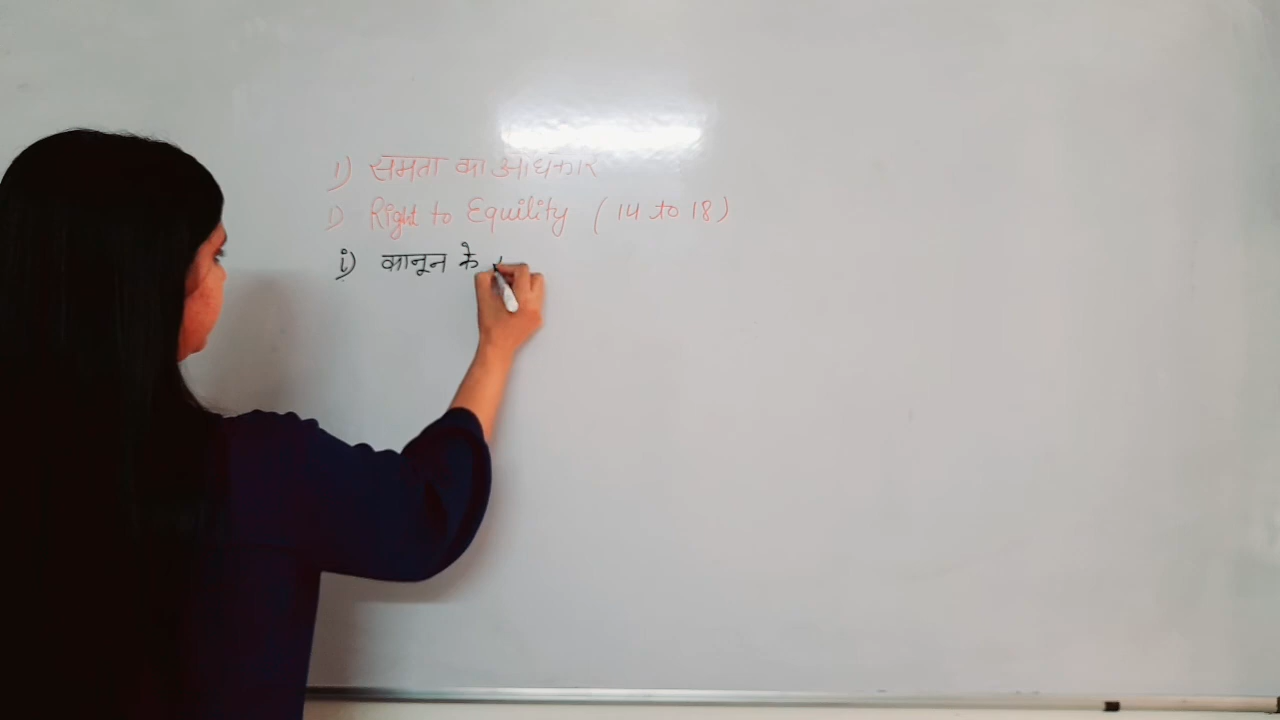 1) समता का अधिकार
1) Right to Equility (14 to 18)
i) कानून के